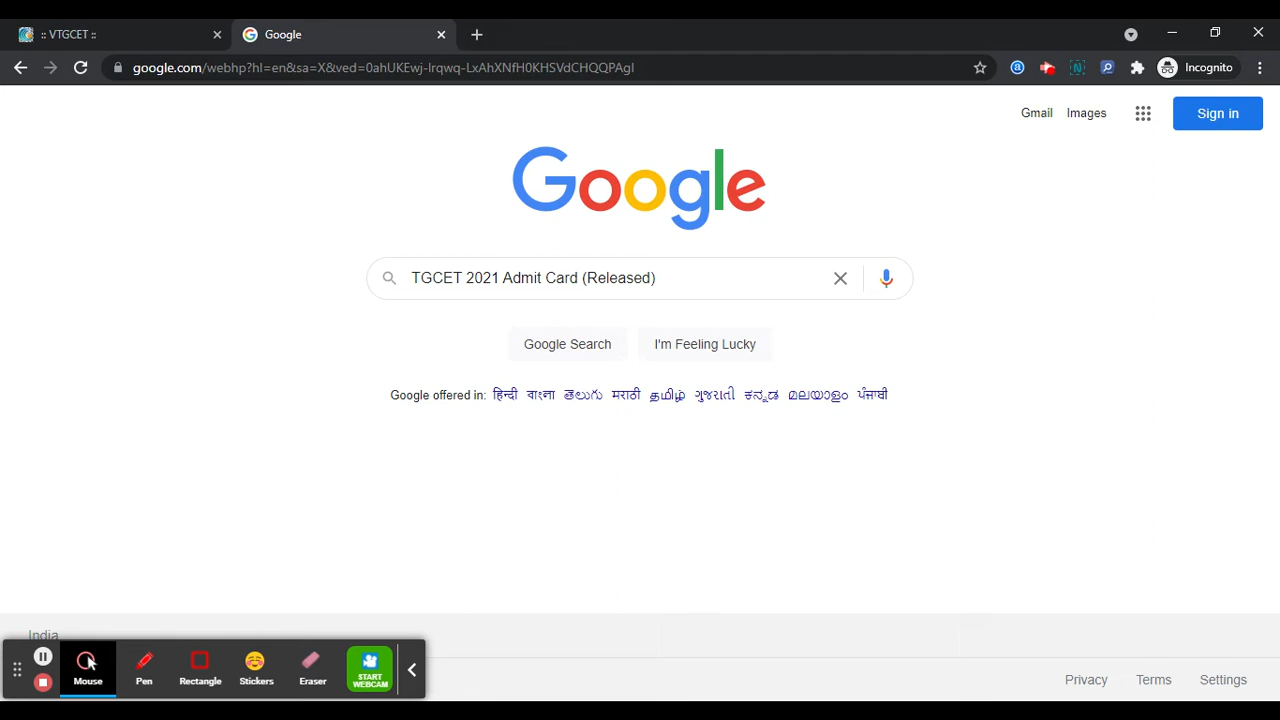 :: VTGCET ::
Google
google.com/webhp?hl=en&sa=X&ved=0ahUKEwj-lrqwq-LxAhXNfH0KHSVdCHQQPAgI
Incognito
Gmail Images
Sign in
Google
TGCET 2021 Admit Card (Released)
Google Search
I'm Feeling Lucky
Google offered in: हिन्दी বাংলা తెలుగు मराठी தமிழ் ગુજરાતી ಕನ್ನಡ മലയാളം ਪੰਜਾਬੀ
India
Mouse Pen Rectangle Stickers Eraser START WEBCAM
Privacy Terms Settings